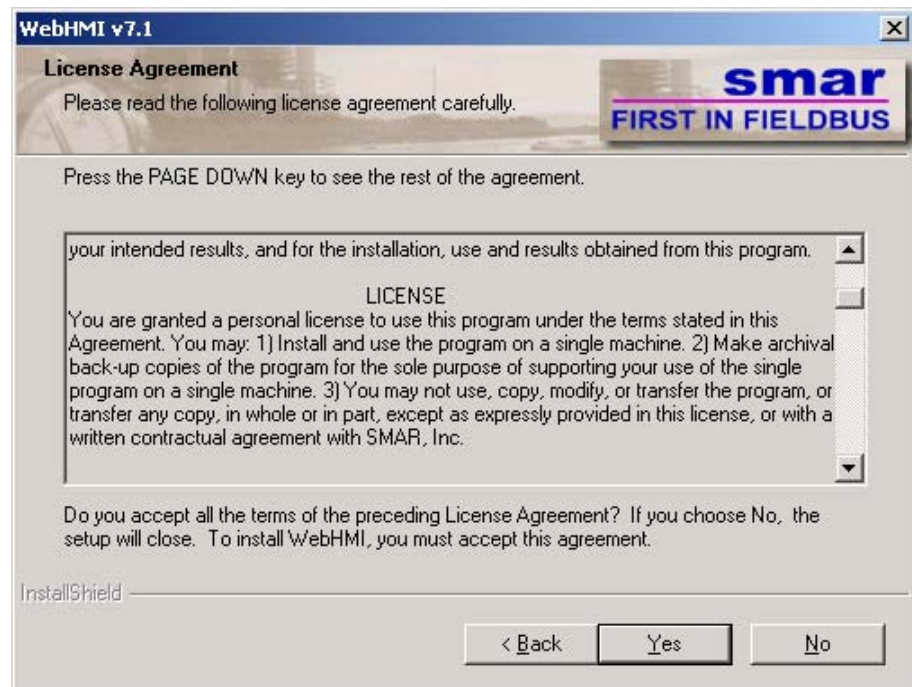 WebHMI v7.1
License Agreement
Please read the following license agreement carefully.
smar
FIRST IN FIELDBUS
Press the PAGE DOWN key to see the rest of the agreement.
your intended results, and for the installation, use and results obtained from this program.
LICENSE
You are granted a personal license to use this program under the terms stated in this
Agreement. You may: 1) Install and use the program on a single machine. 2) Make archival
back-up copies of the program for the sole purpose of supporting your use of the single
program on a single machine. 3) You may not use, copy, modify, or transfer the program, or
transfer any copy, in whole or in part, except as expressly provided in this license, or with a
written contractual agreement with SMAR, Inc.
Do you accept all the terms of the preceding License Agreement? If you choose No, the
setup will close. To install WebHMI, you must accept this agreement.
InstallShield
< Back
Yes
No